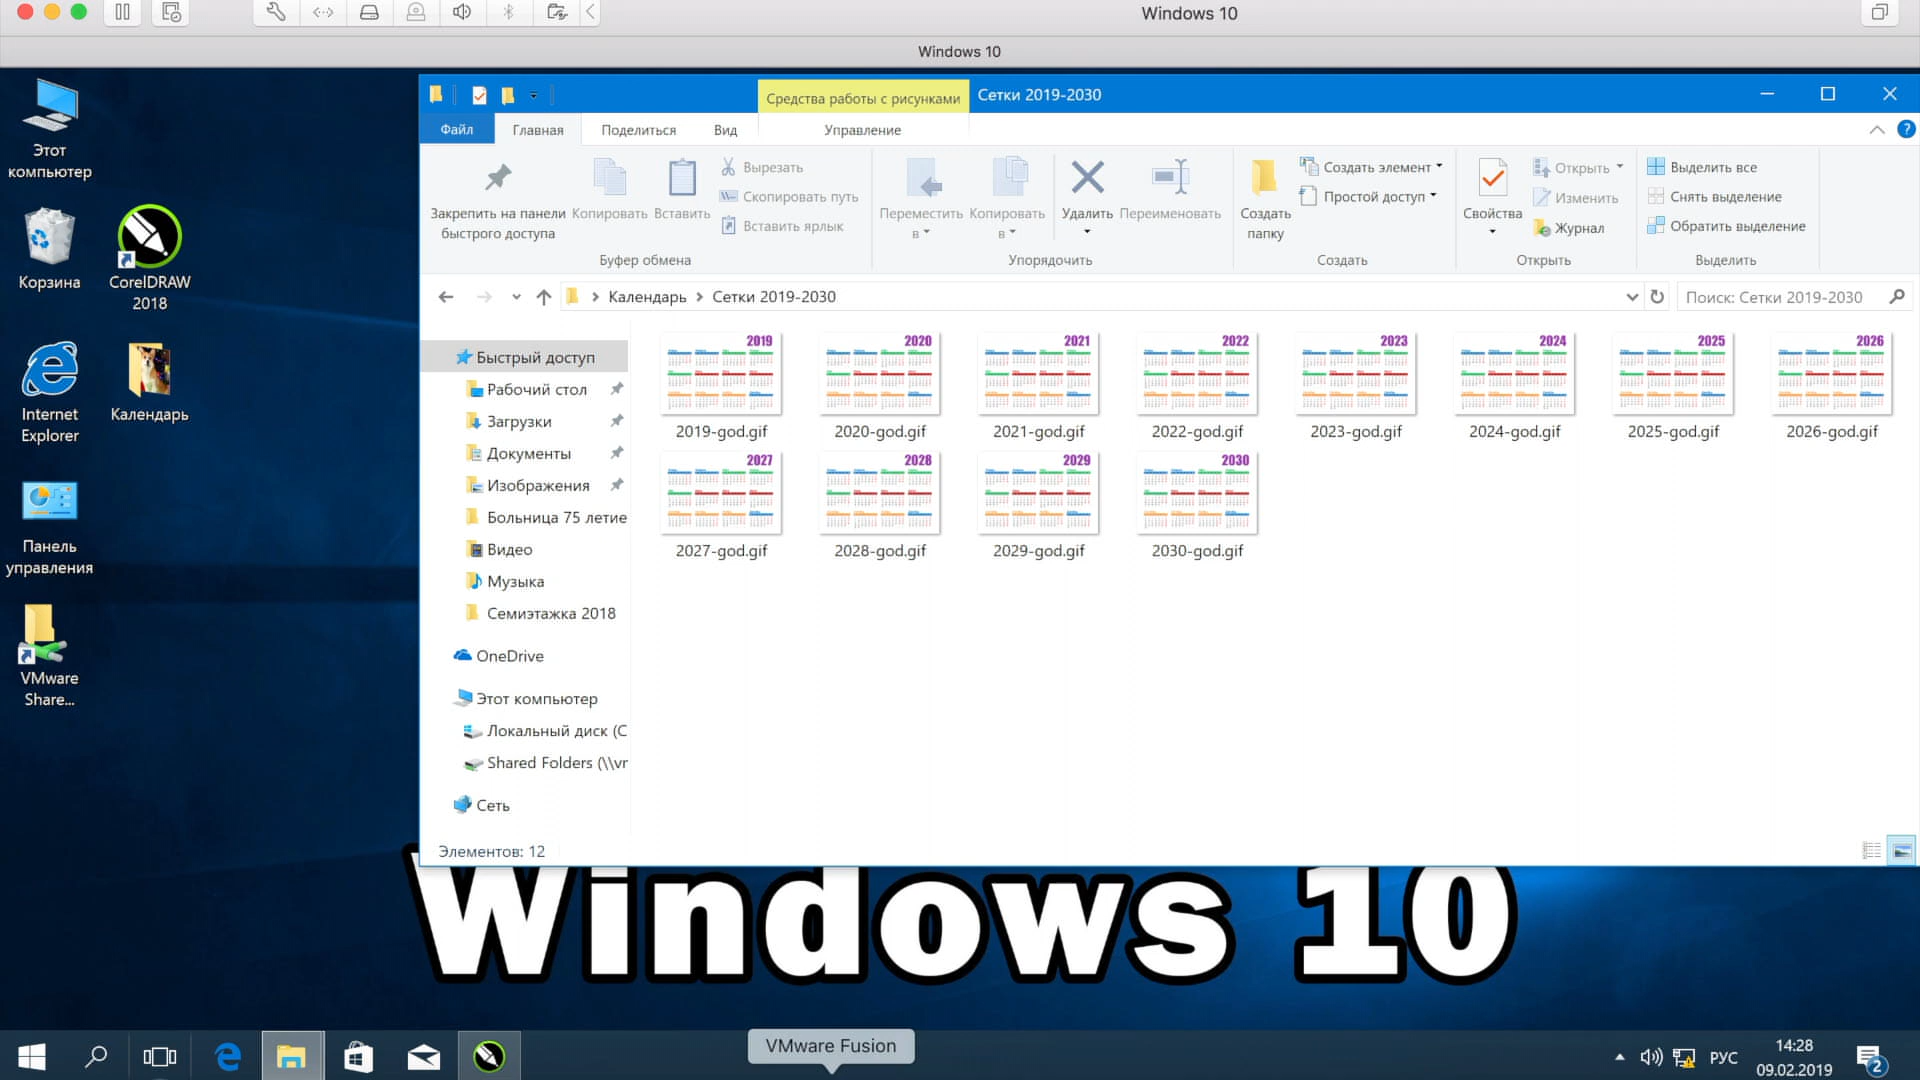 Windows 10
Windows 10
Средства работы с рисунками
Сетки 2019-2030
Файл
Главная
Поделиться
Вид
Управление
Закрепить на панели
быстрого доступа
Копировать
Вставить
Вырезать
Скопировать путь
Вставить ярлык
Буфер обмена
Переместить
в
Копировать
в
Удалить
Переименовать
Упорядочить
Создать
папку
Создать элемент
Простой доступ
Создать
Свойства
Открыть
Изменить
Журнал
Открыть
Выделить все
Снять выделение
Обратить выделение
Выделить
Календарь
Сетки 2019-2030
Поиск: Сетки 2019-2030
Этот
компьютер
Корзина
CorelDRAW
2018
Internet
Explorer
Календарь
Панель
управления
VMware
Share...
Быстрый доступ
Рабочий стол
Загрузки
Документы
Изображения
Больница 75 летие
Видео
Музыка
Семиэтажка 2018
OneDrive
Этот компьютер
Локальный диск (C
Shared Folders (\\vr
Сеть
2019
2020
2021
2022
2023
2024
2025
2026
2019-god.gif
2020-god.gif
2021-god.gif
2022-god.gif
2023-god.gif
2024-god.gif
2025-god.gif
2026-god.gif
2027
2028
2029
2030
2027-god.gif
2028-god.gif
2029-god.gif
2030-god.gif
Элементов: 12
Windows 10
VMware Fusion
РУС
14:28
09.02.2019
2